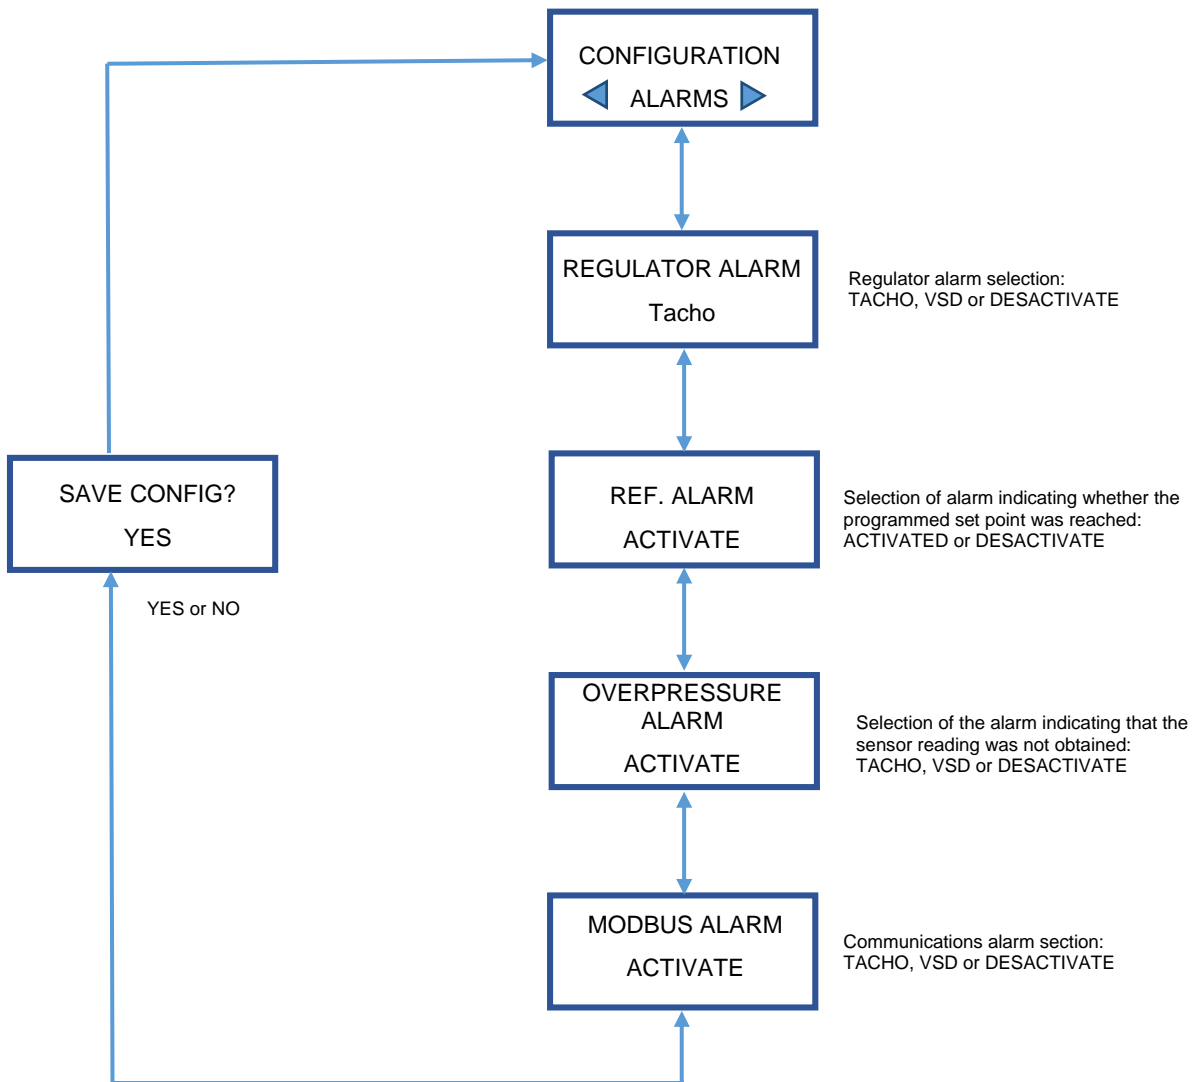 CONFIGURATION
ALARMS
REGULATOR ALARM
Tacho
Regulator alarm selection:
TACHO, VSD or DESACTIVATE
SAVE CONFIG?
YES
YES or NO
REF. ALARM
ACTIVATE
Selection of alarm indicating whether the
programmed set point was reached:
ACTIVATED or DESACTIVATE
OVERPRESSURE
ALARM
ACTIVATE
Selection of the alarm indicating that the
sensor reading was not obtained:
TACHO, VSD or DESACTIVATE
MODBUS ALARM
ACTIVATE
Communications alarm section:
TACHO, VSD or DESACTIVATE